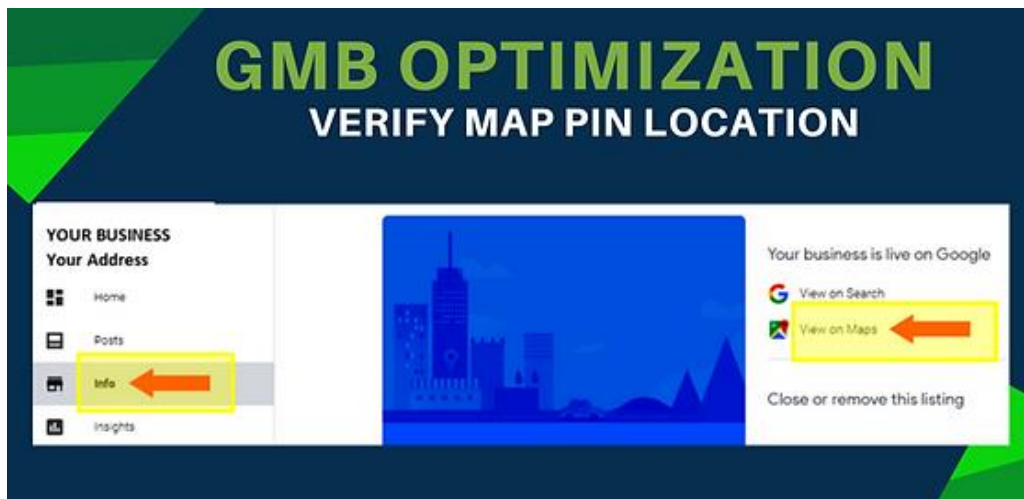 GMB OPTIMIZATION
VERIFY MAP PIN LOCATION
YOUR BUSINESS
Your Address
Home
Posts
Info
Insights
Your business is live on Google
View on Search
View on Maps
Close or remove this listing